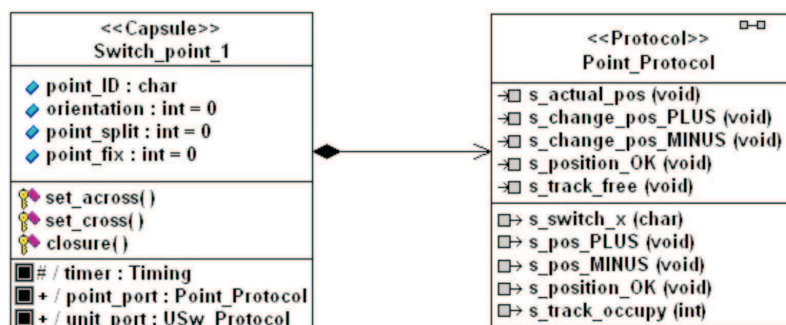 <<Capsule>>
Switch_point_1
point_ID : char
orientation : int = 0
point_split : int = 0
point_fix : int = 0
set_across()
set_cross()
closure()
# / timer : Timing
+ / point_port : Point_Protocol
+ / unit_port : USw_Protocol
<<Protocol>>
Point_Protocol
s_actual_pos (void)
s_change_pos_PLUS (void)
s_change_pos_MINUS (void)
s_position_OK (void)
s_track_free (void)
s_switch_x (char)
s_pos_PLUS (void)
s_pos_MINUS (void)
s_position_OK (void)
s_track_occupy (int)